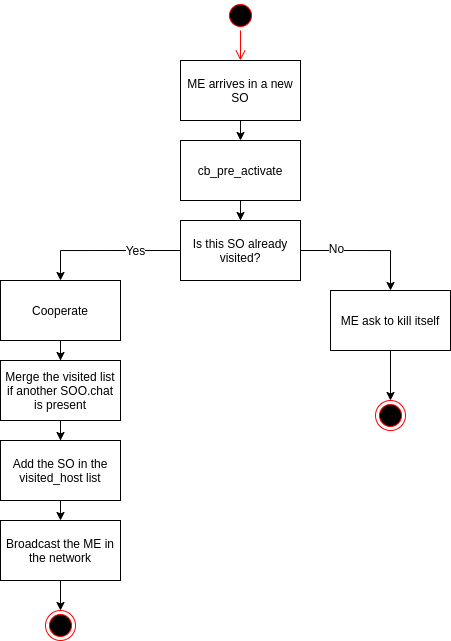 ME arrives in a new
SO
cb_pre_activate
Is this SO already
visited?
Yes
No
Cooperate
ME ask to kill itself
Merge the visited list
if another SOO.chat
is present
Add the SO in the
visited_host list
Broadcast the ME in
the network